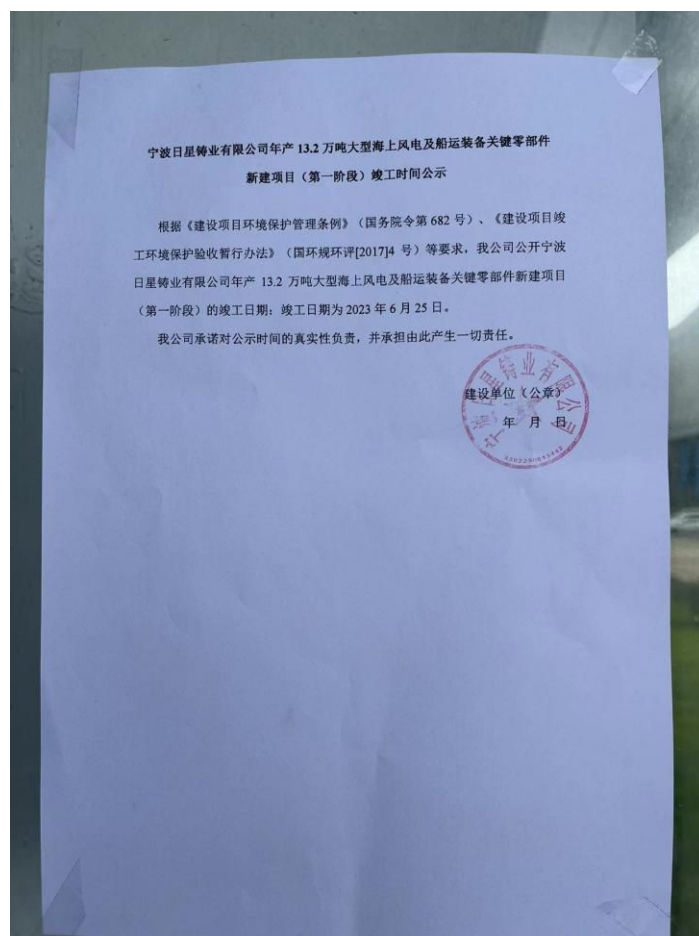 宁波日星铸业有限公司年产 13.2 万吨大型海上风电及船运装备关键零部件
新建项目（第一阶段）竣工时间公示
根据《建设项目环境保护管理条例》（国务院令第 682 号）、《建设项目竣
工环境保护验收暂行办法》（国环规环评[2017]4 号）等要求，我公司公开宁波
日星铸业有限公司年产 13.2 万吨大型海上风电及船运装备关键零部件新建项目
（第一阶段）的竣工日期：竣工日期为 2023 年 6 月 25 日。
我公司承诺对公示时间的真实性负责，并承担由此产生一切责任。
建设单位（公章）
年 月 日
宁波日星铸业有限公司